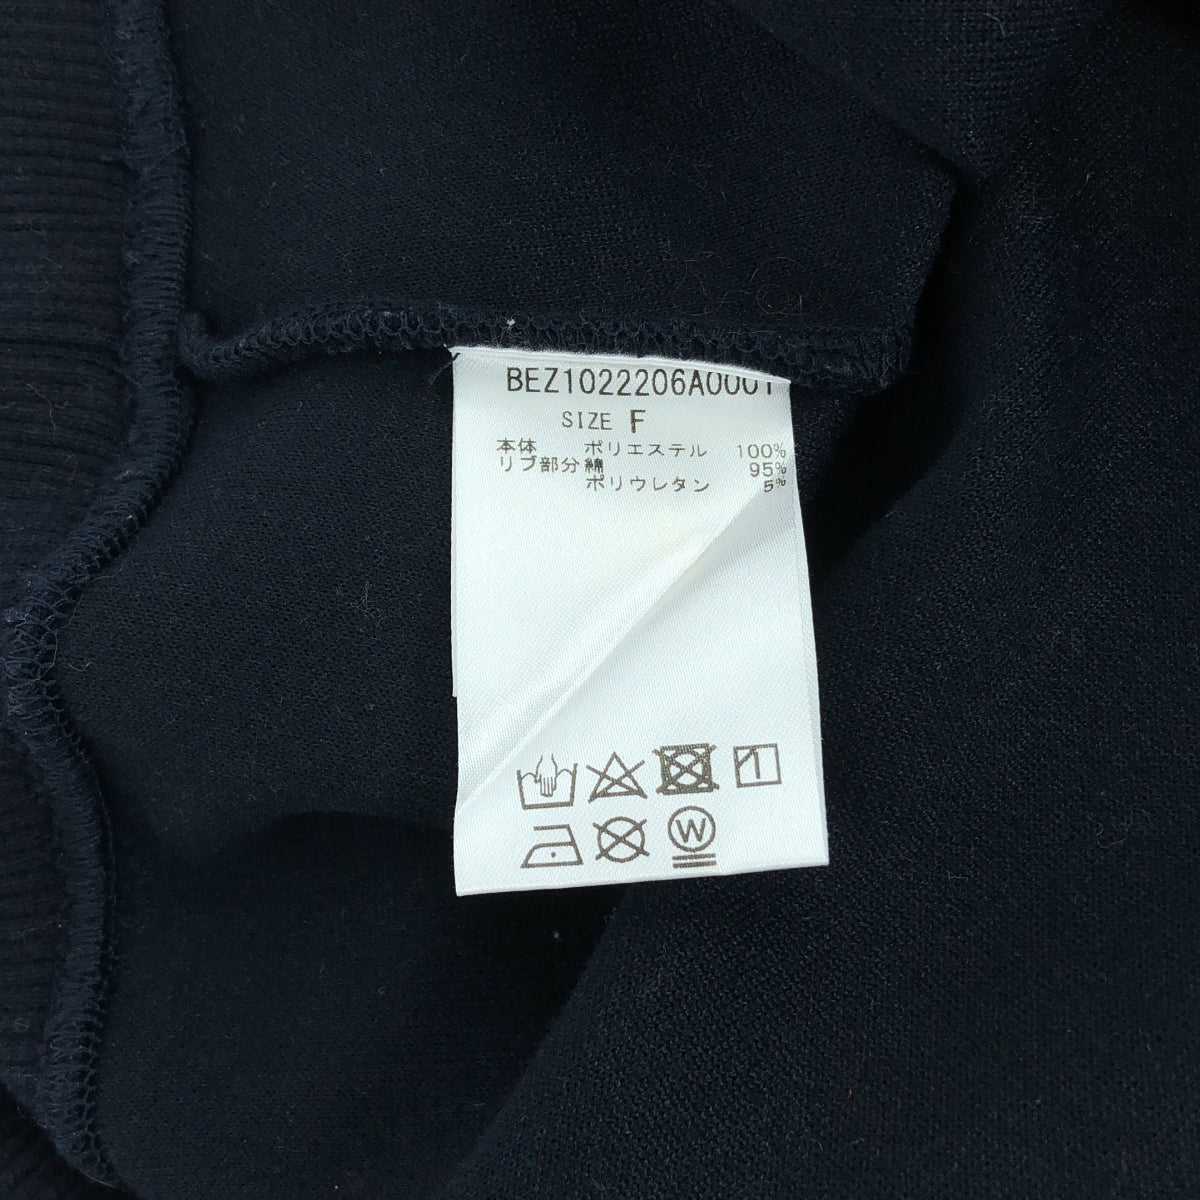 BEZ1022206A0001
SIZE F
本体 ポリエステル 100%
リブ部分綿 95%
ポリウレタン 5%
W